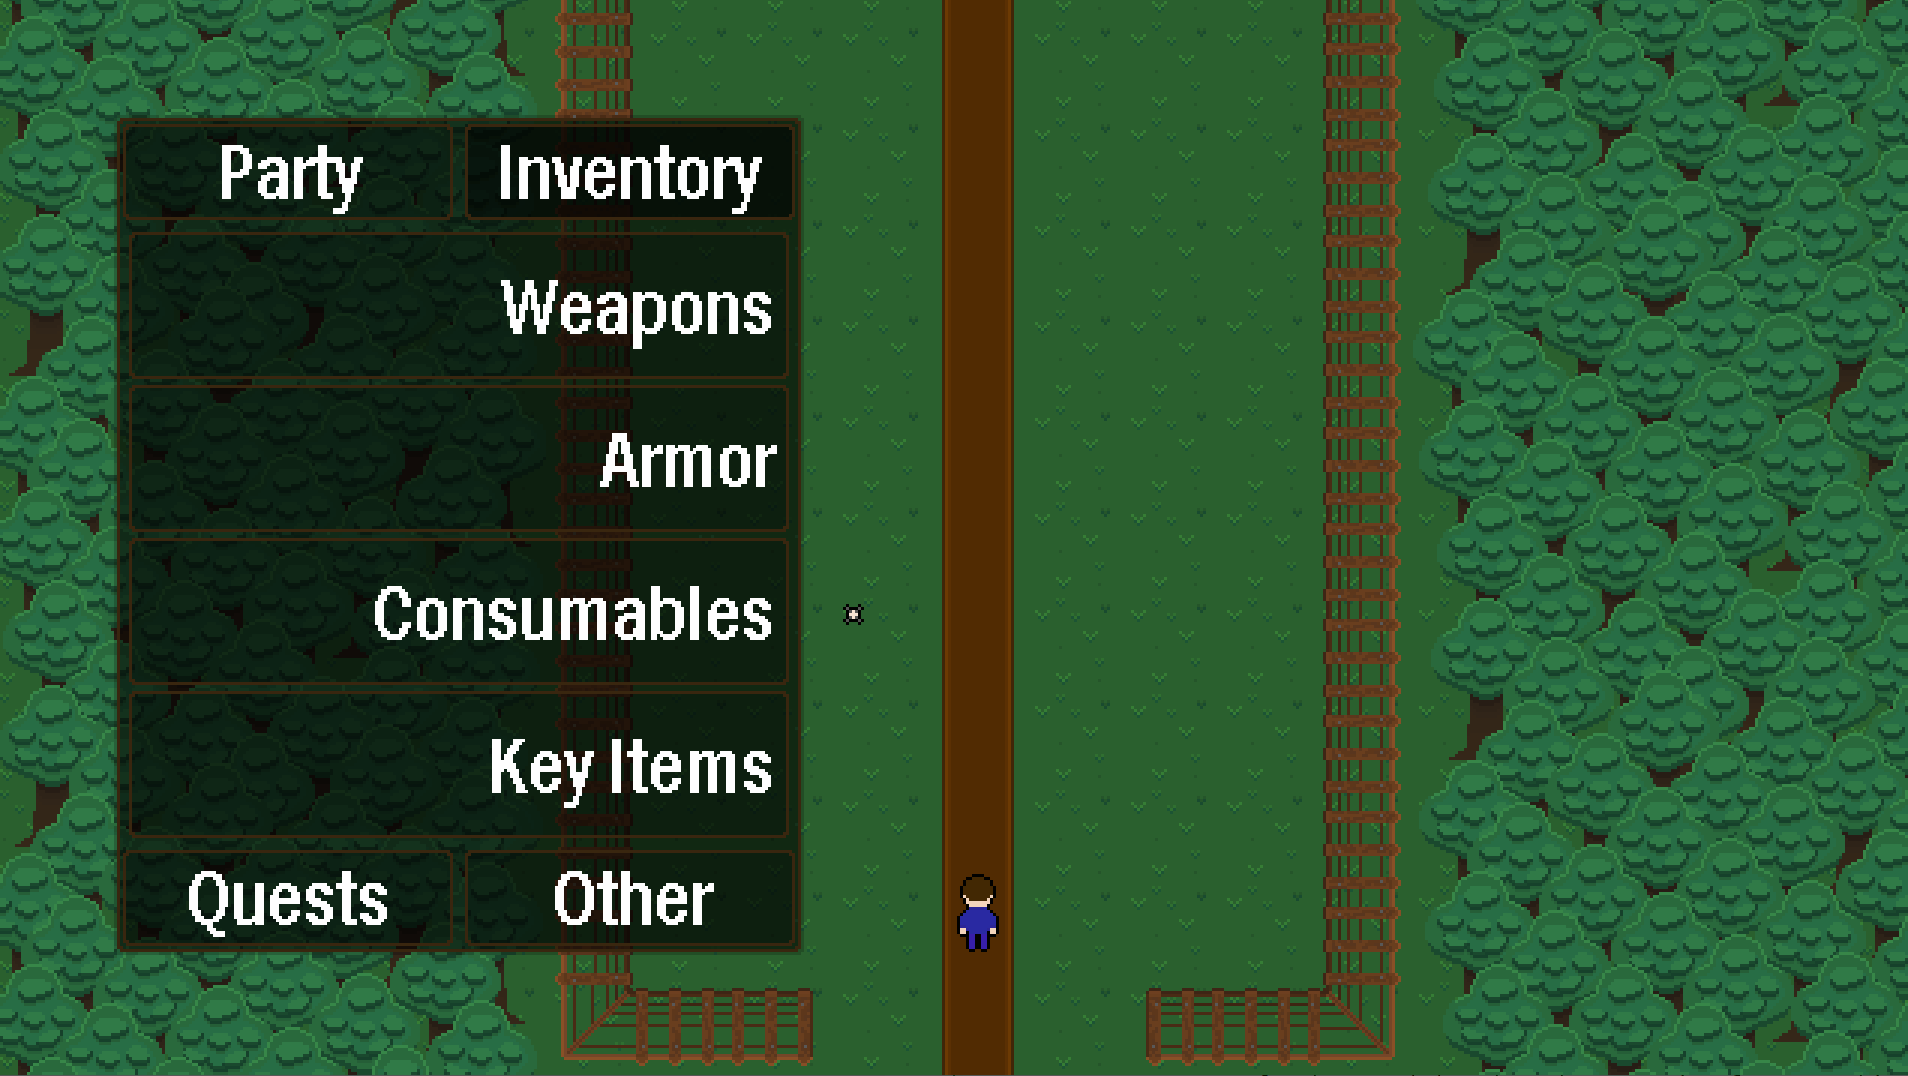 Party
Inventory
Weapons
Armor
Consumables
Key Items
Quests
Other